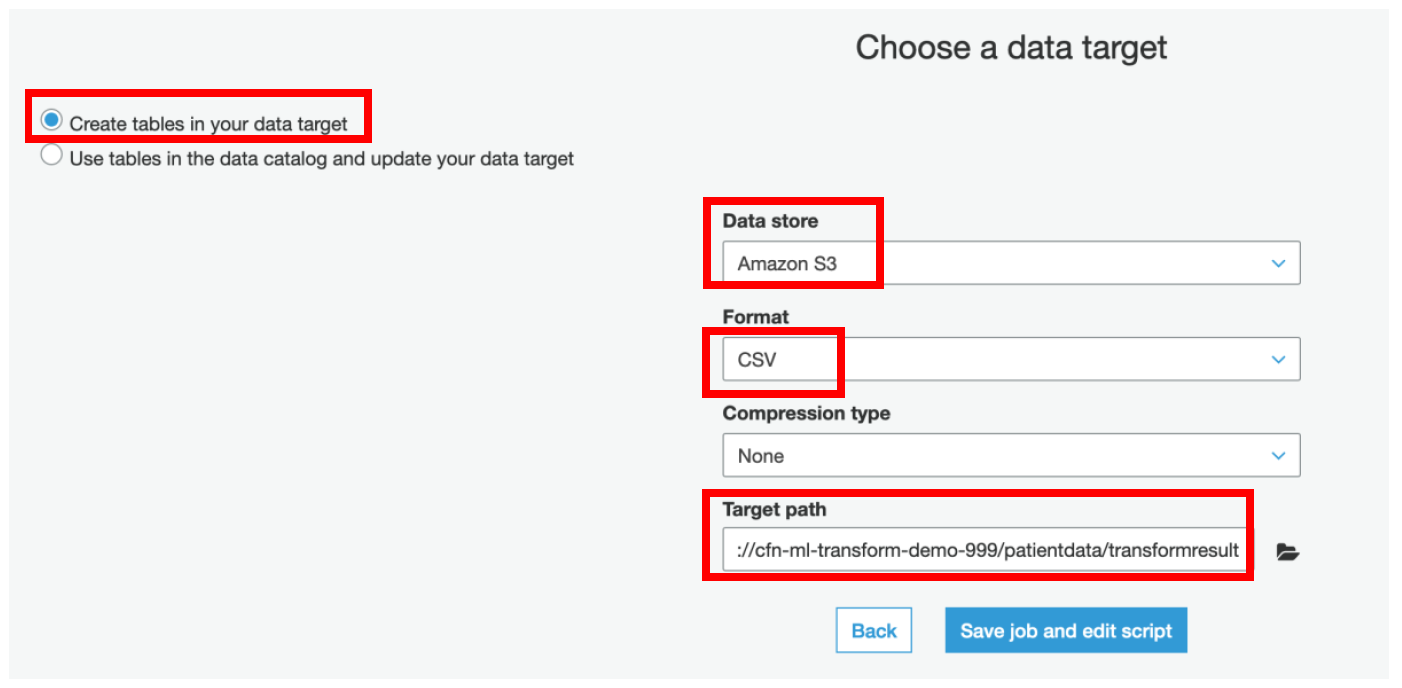 Choose a data target
Create tables in your data target
Use tables in the data catalog and update your data target
Data store
Amazon S3
Format
CSV
Compression type
None
Target path
://cfn-ml-transform-demo-999/patientdata/transformresult
Back
Save job and edit script